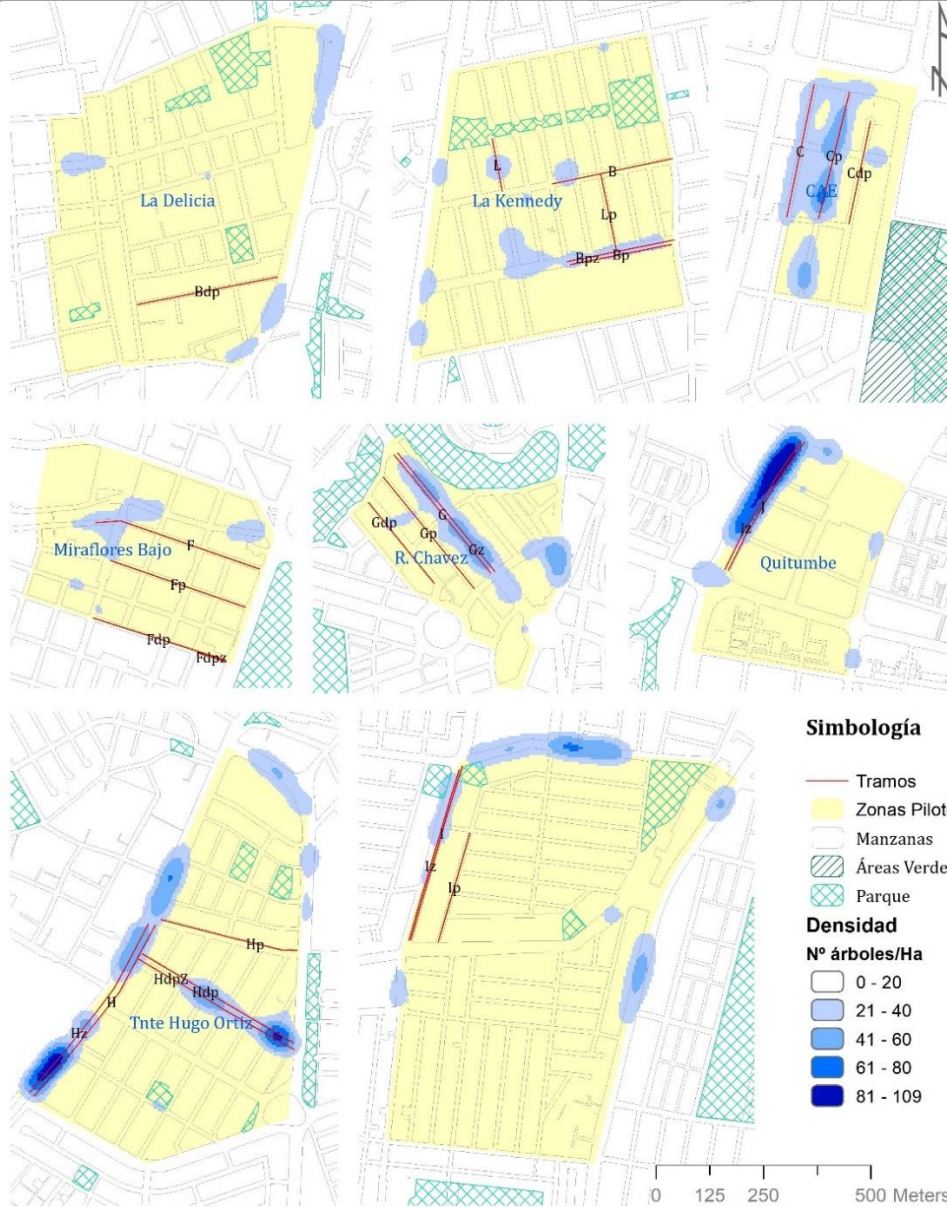 N
La Delicia
Bdp
L
B
La Kennedy
Lp
Bpz
Bp
C
Cp
Cdp
CAE
F
Miraflores Bajo
Fp
Fdp
Fdpz
Gdp
G
Gp
Gz
R. Chavez
J
Iz
Quitumbe
Hp
HdpZ
Hdp
H
Hz
Tnte Hugo Ortiz
I
Iz
Ip
Simbología
Tramos
Zonas Pilot
Manzanas
Áreas Verde
Parque
Densidad
Nº árboles/Ha
0 - 20
21 - 40
41 - 60
61 - 80
81 - 109
0 125 250 500 Meters